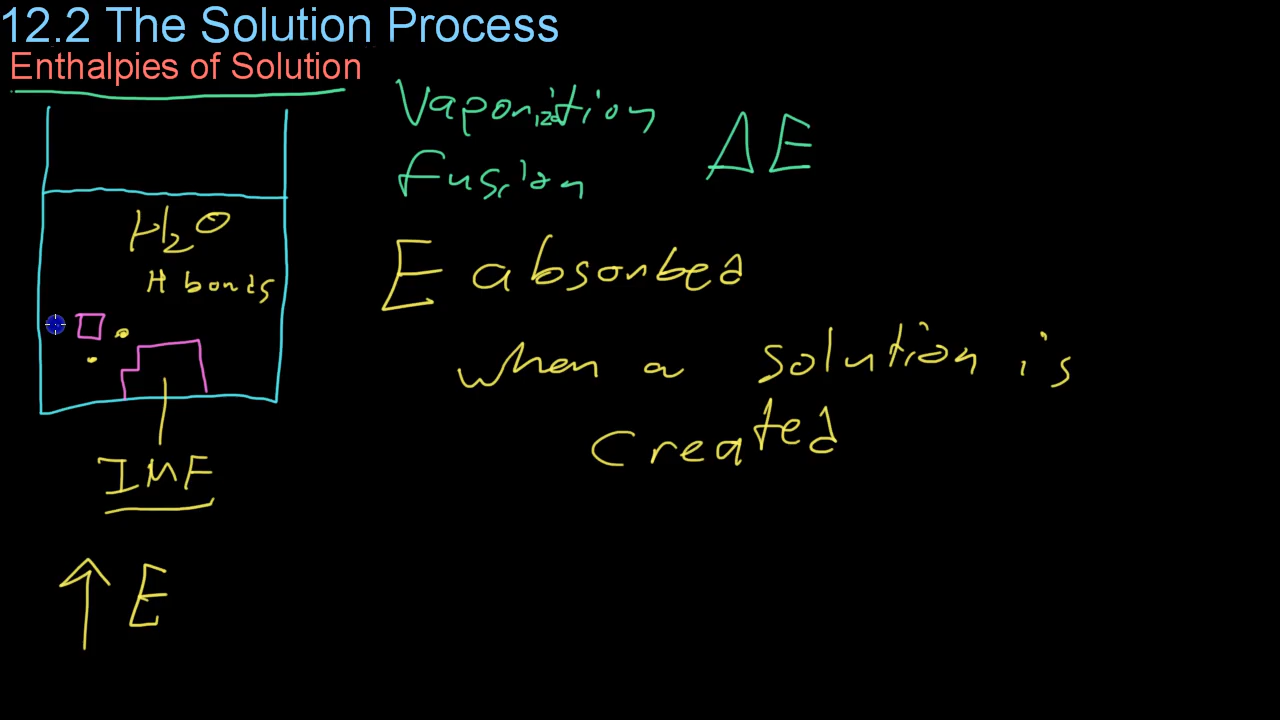 12.2 The Solution Process
Enthalpies of Solution
Vaporization
fusion
ΔE
H2O
H bonds
E absorbed
when a solution is
created
IMF
↑ E